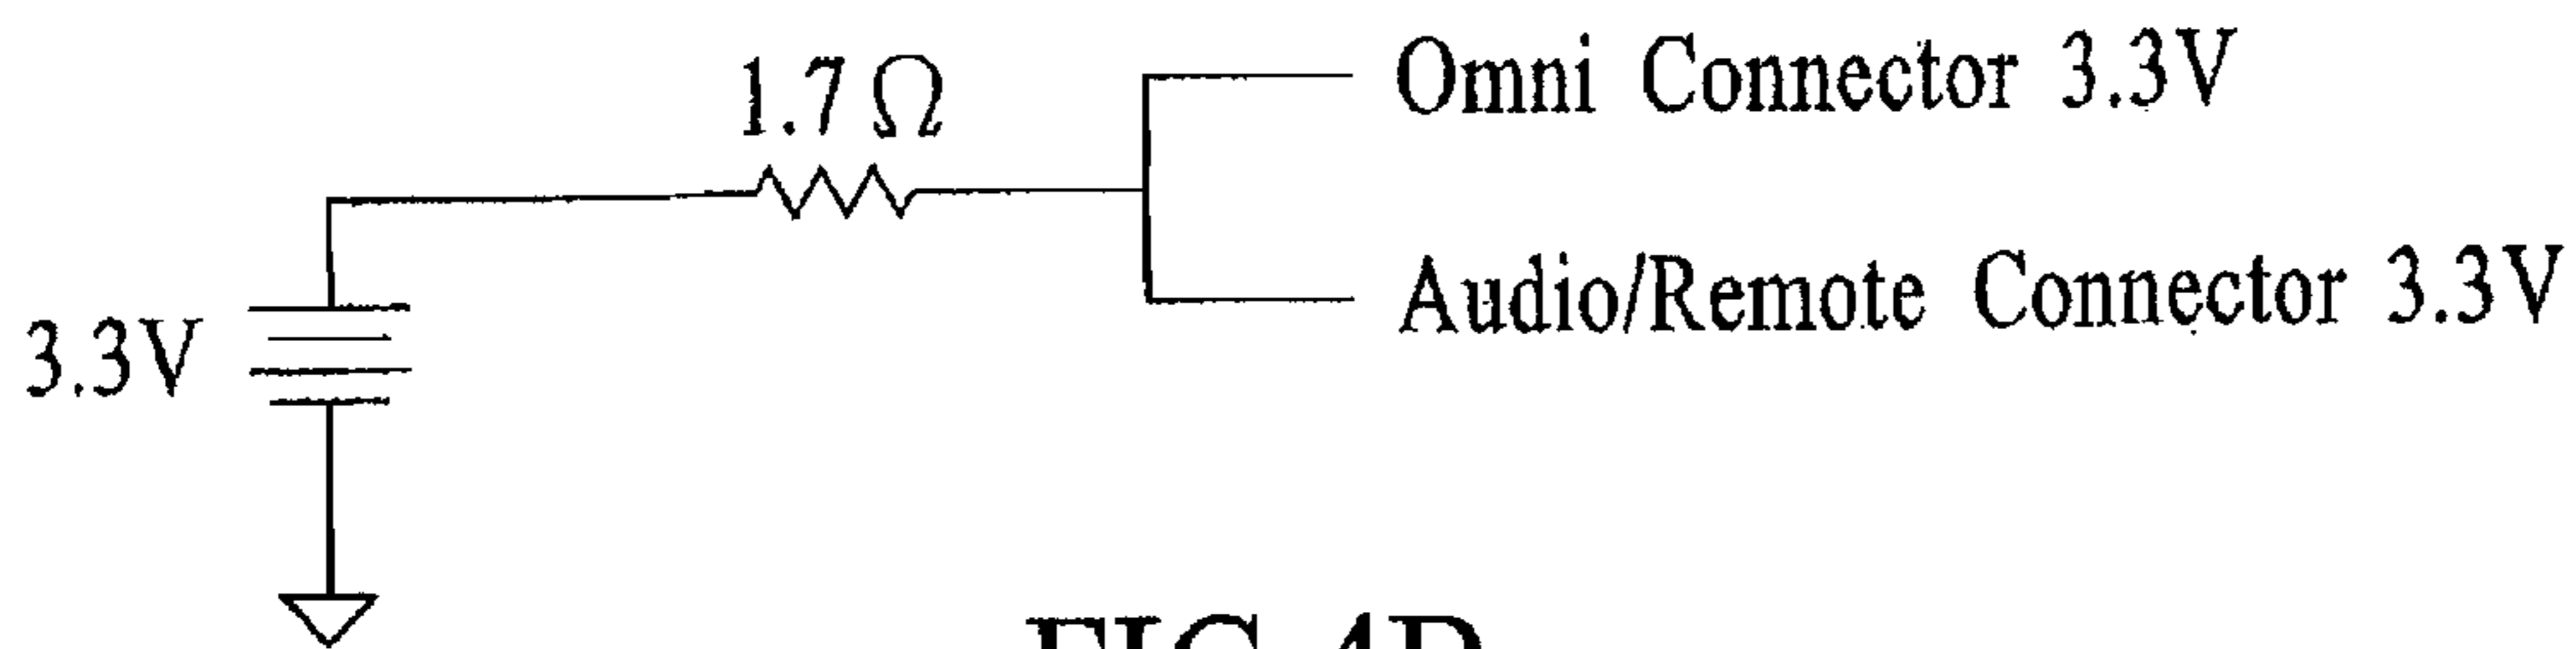 1.7 Ω
Omni Connector 3.3V
Audio/Remote Connector 3.3V
3.3V